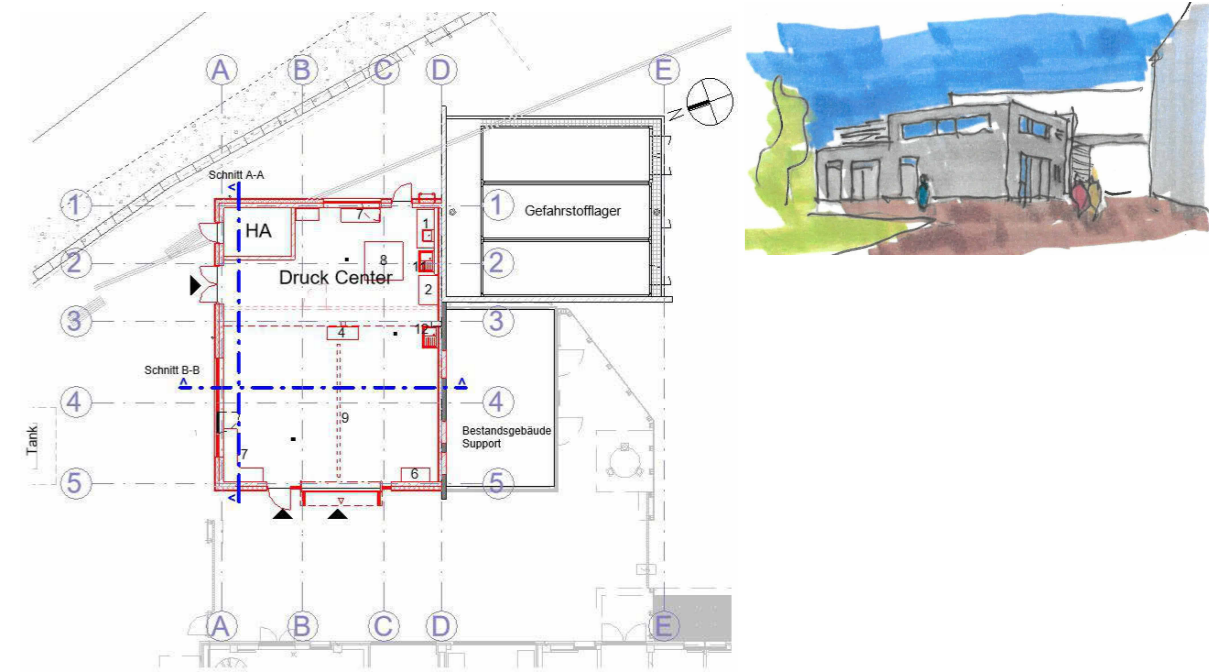 A B C D E
N
Schnitt A-A
1 7 1 1
HA
Gefahrstofflager
2 8 11 2
Druck Center
2
3 12 3
4
Schnitt B-B
4 4
9
Bestandsgebäude
Support
Tank
7 6
5 5
A B C D E